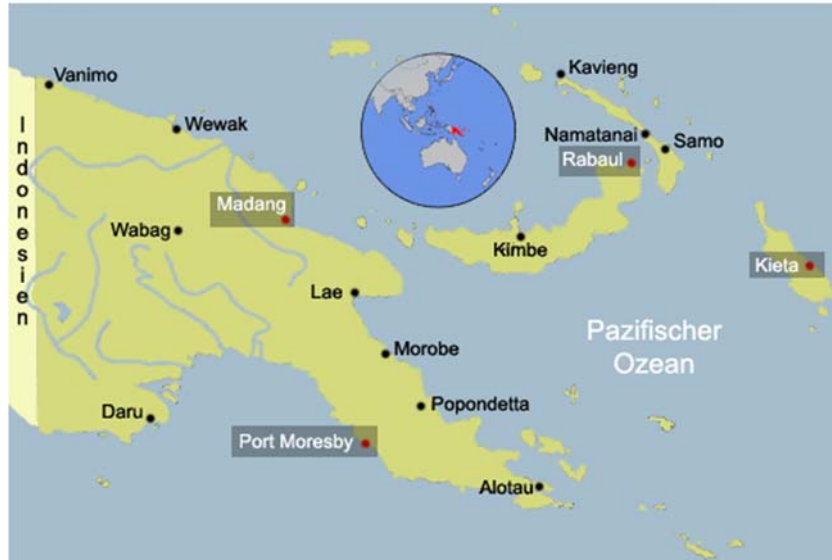 Vanimo
Kavieng
Indonesien
Wewak
Namatanai
Samo
Rabaul
Madang
Wabag
Kimbe
Kieta
Lae
Pazifischer
Ozean
Morobe
Popondetta
Daru
Port Moresby
Alotau